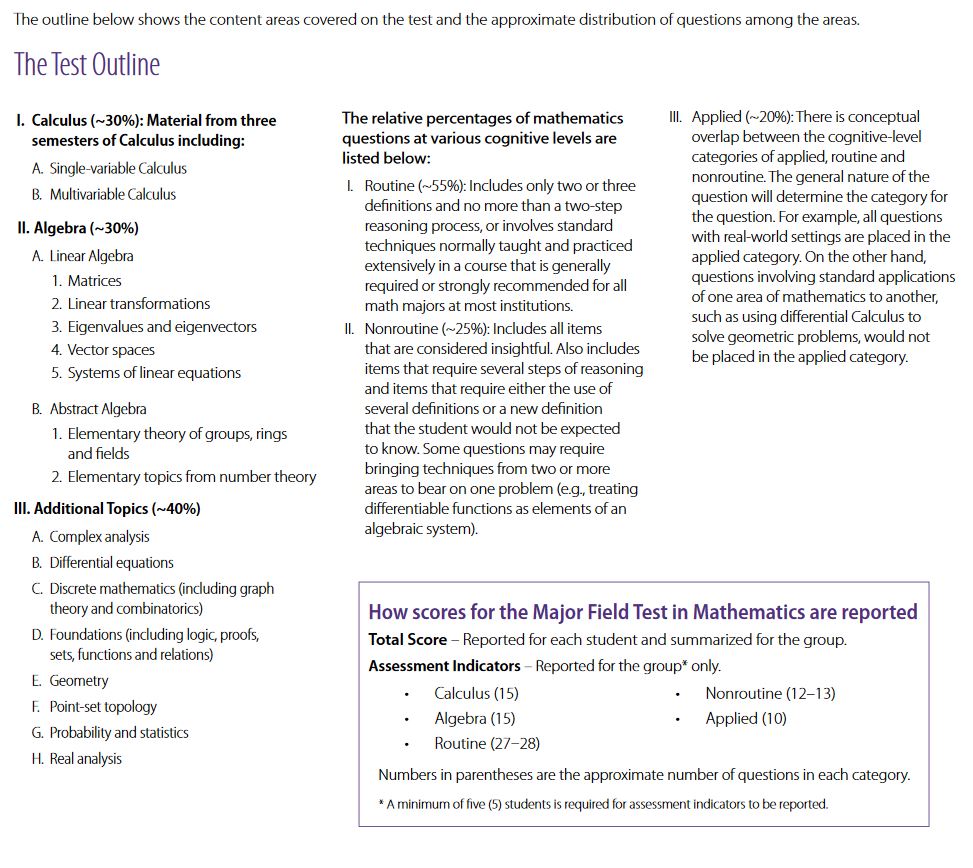 The outline below shows the content areas covered on the test and the approximate distribution of questions among the areas.
The Test Outline
I. Calculus (~30%): Material from three
semesters of Calculus including:
A. Single-variable Calculus
B. Multivariable Calculus
II. Algebra (~30%)
A. Linear Algebra
1. Matrices
2. Linear transformations
3. Eigenvalues and eigenvectors
4. Vector spaces
5. Systems of linear equations
B. Abstract Algebra
1. Elementary theory of groups, rings
and fields
2. Elementary topics from number theory
III. Additional Topics (~40%)
A. Complex analysis
B. Differential equations
C. Discrete mathematics (including graph
theory and combinatorics)
D. Foundations (including logic, proofs,
sets, functions and relations)
E. Geometry
F. Point-set topology
G. Probability and statistics
H. Real analysis
The relative percentages of mathematics
questions at various cognitive levels are
listed below:
I. Routine (~55%): Includes only two or three
definitions and no more than a two-step
reasoning process, or involves standard
techniques normally taught and practiced
extensively in a course that is generally
required or strongly recommended for all
math majors at most institutions.
II. Nonroutine (~25%): Includes all items
that are considered insightful. Also includes
items that require several steps of reasoning
and items that require either the use of
several definitions or a new definition
that the student would not be expected
to know. Some questions may require
bringing techniques from two or more
areas to bear on one problem (e.g., treating
differentiable functions as elements of an
algebraic system).
III. Applied (~20%): There is conceptual
overlap between the cognitive-level
categories of applied, routine and
nonroutine. The general nature of the
question will determine the category for
the question. For example, all questions
with real-world settings are placed in the
applied category. On the other hand,
questions involving standard applications
of one area of mathematics to another,
such as using differential Calculus to
solve geometric problems, would not
be placed in the applied category.
How scores for the Major Field Test in Mathematics are reported
Total Score – Reported for each student and summarized for the group.
Assessment Indicators – Reported for the group* only.
• Calculus (15)
• Algebra (15)
• Routine (27–28)
• Nonroutine (12–13)
• Applied (10)
Numbers in parentheses are the approximate number of questions in each category.
* A minimum of five (5) students is required for assessment indicators to be reported.